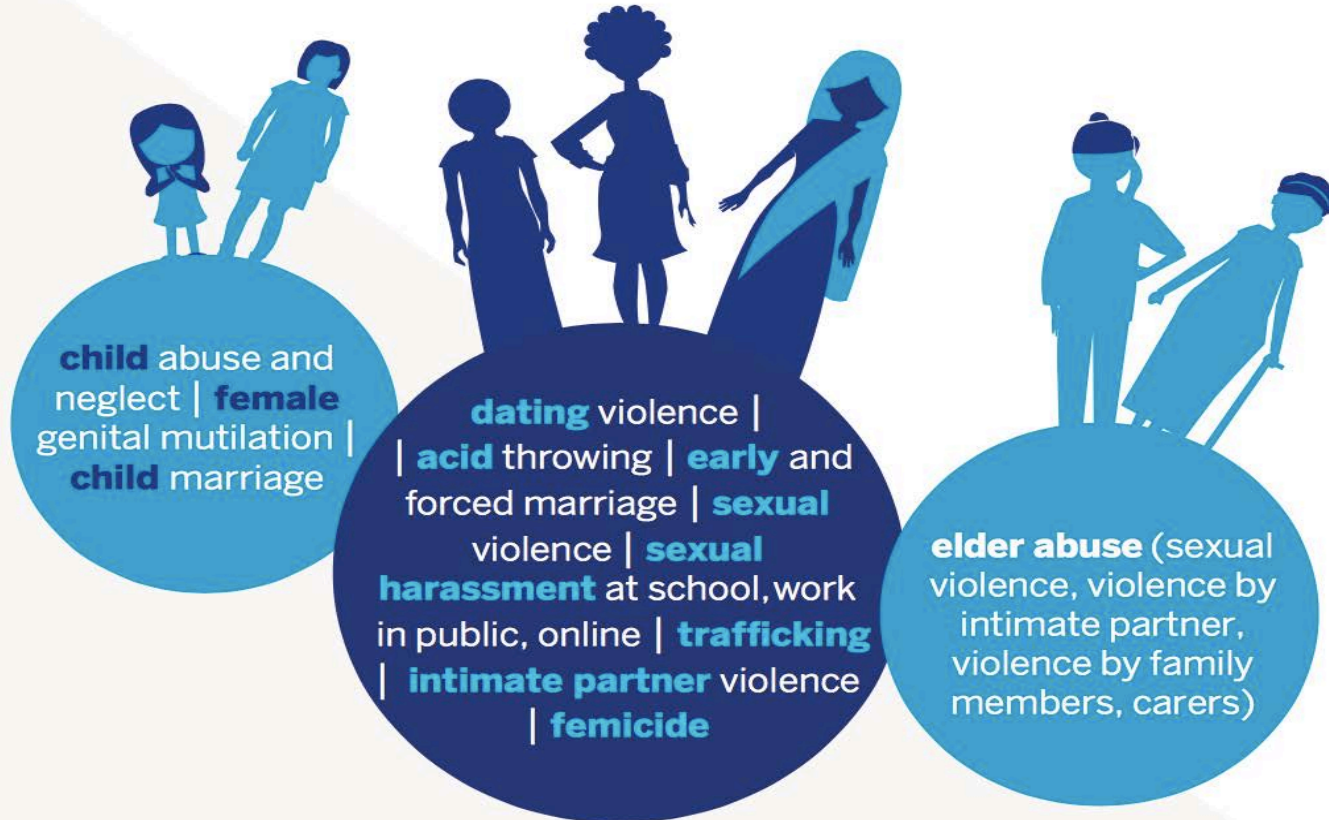 child abuse and
neglect | female
genital mutilation |
child marriage
dating violence |
| acid throwing | early and
forced marriage | sexual
violence | sexual
harassment at school, work
in public, online | trafficking
| intimate partner violence
| femicide
elder abuse (sexual
violence, violence by
intimate partner,
violence by family
members, carers)